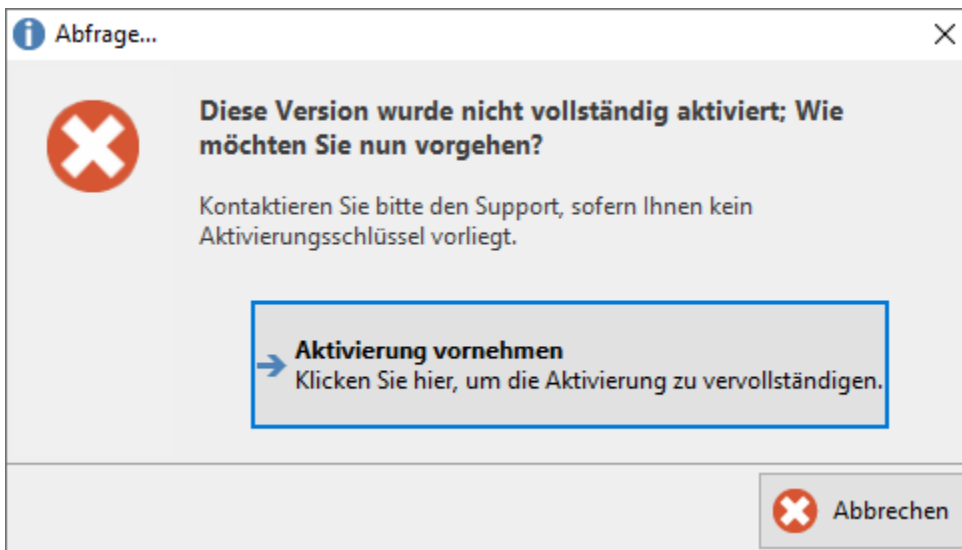 Abfrage...
Diese Version wurde nicht vollständig aktiviert; Wie
möchten Sie nun vorgehen?
Kontaktieren Sie bitte den Support, sofern Ihnen kein
Aktivierungsschlüssel vorliegt.
Aktivierung vornehmen
Klicken Sie hier, um die Aktivierung zu vervollständigen.
Abbrechen